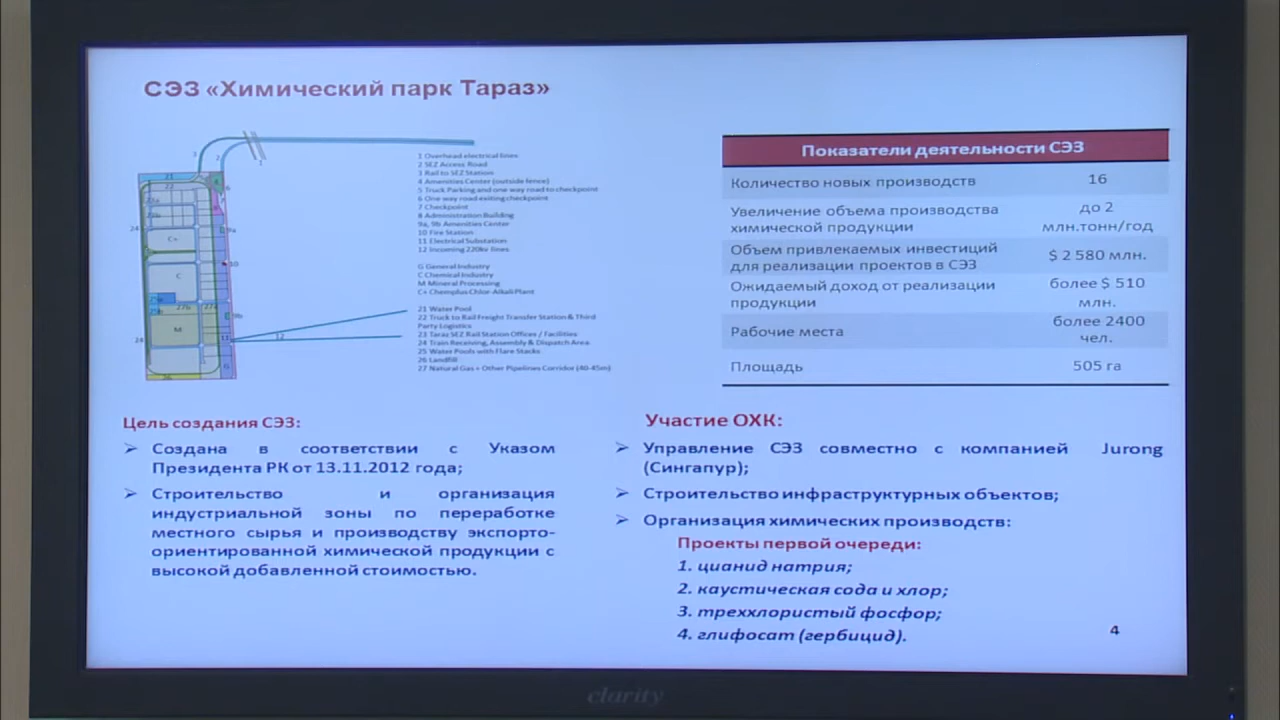 СЭЗ «Химический парк Тараз»
1 Overhead electrical lines
2 SEZ Access Road
3 Rail to SEZ Station
4 Amenities Center (outside fence)
5 Truck Parking and one way road to checkpoint
6 One way road exiting checkpoint
7 Checkpoint
8 Administration Building
9a, 9b Amenities Center
10 Fire Station
11 Electrical Substation
12 Incoming 220kv lines
G General Industry
C Chemical Industry
M Mineral Processing
C+ Chemplus Chlor-Alkali Plant
21 Water Pool
22 Truck to Rail Freight Transfer Station & Third
Party Logistics
23 Taraz SEZ Rail Station Offices / Facilities
24 Train Receiving, Assembly & Dispatch Area
25 Water Pools with Flare Stacks
26 Landfill
27 Natural Gas + Other Pipelines Corridor (40-45m)
Показатели деятельности СЭЗ
Количество новых производств 16
Увеличение объема производства
химической продукции
до 2
млн.тонн/год
Объем привлекаемых инвестиций
для реализации проектов в СЭЗ
$ 2 580 млн.
Ожидаемый доход от реализации
продукции
более $ 510
млн.
Рабочие места
более 2400
чел.
Площадь 505 га
Цель создания СЭЗ:
Создана в соответствии с Указом
Президента РК от 13.11.2012 года;
Строительство и организация
индустриальной зоны по переработке
местного сырья и производству экспорто-
ориентированной химической продукции с
высокой добавленной стоимостью.
Участие ОХК:
Управление СЭЗ совместно с компанией Jurong
(Сингапур);
Строительство инфраструктурных объектов;
Организация химических производств:
Проекты первой очереди:
1. цианид натрия;
2. каустическая сода и хлор;
3. треххлористый фосфор;
4. глифосат (гербицид).
4
clarity